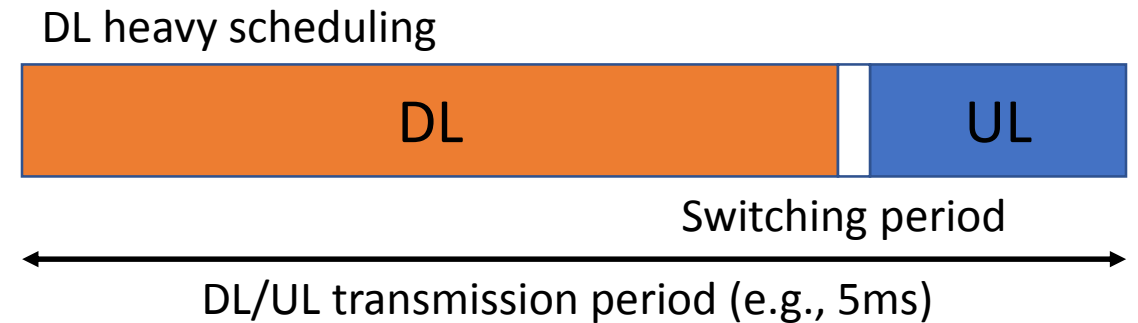 DL heavy scheduling
DL
UL
Switching period
DL/UL transmission period (e.g., 5ms)